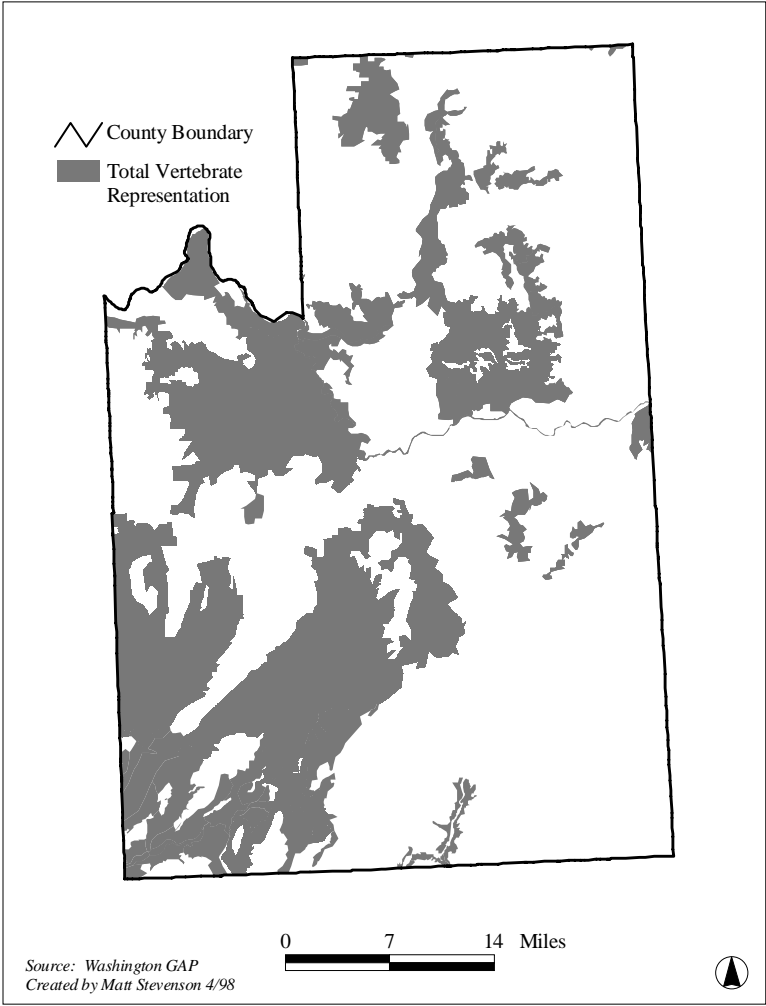 County Boundary
Total Vertebrate
Representation
0 7 14 Miles
Source: Washington GAP
Created by Matt Stevenson 4/98